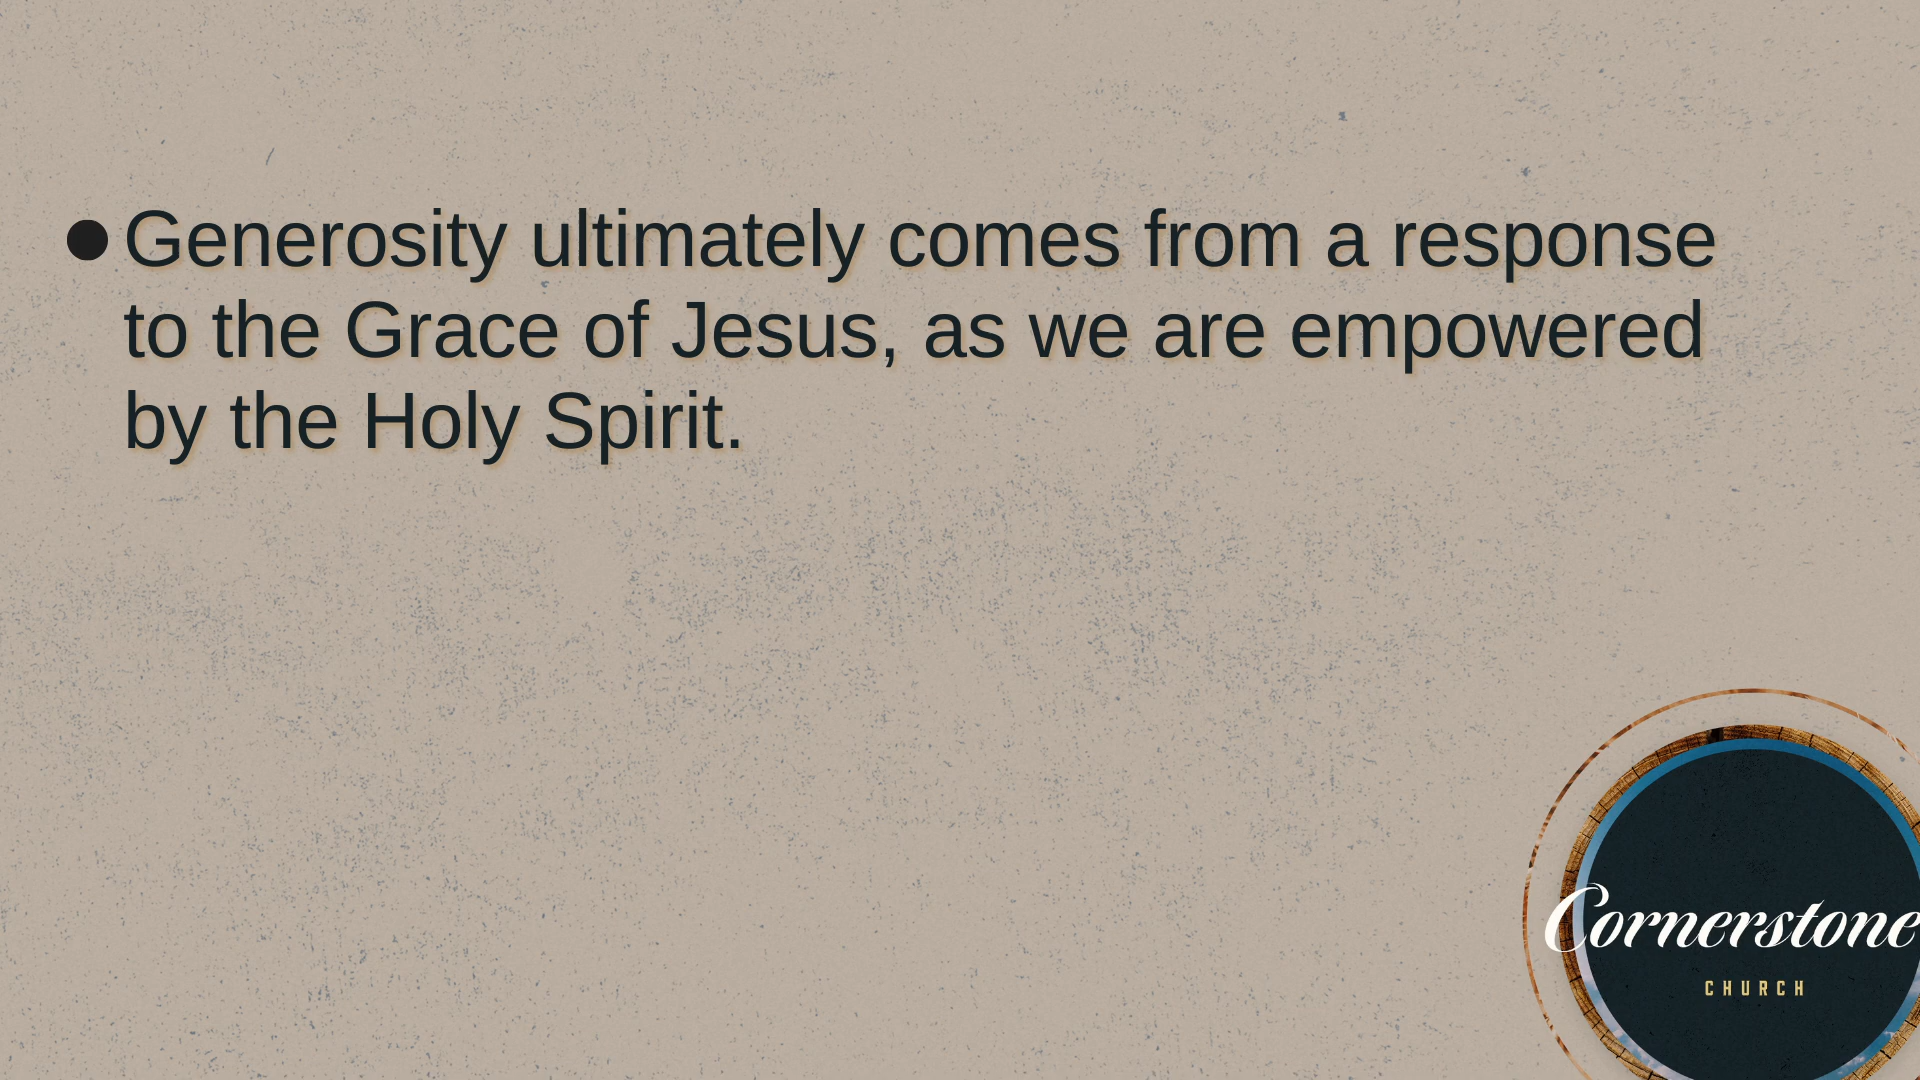 ● Generosity ultimately comes from a response
to the Grace of Jesus, as we are empowered
by the Holy Spirit.
Cornerstone
CHURCH